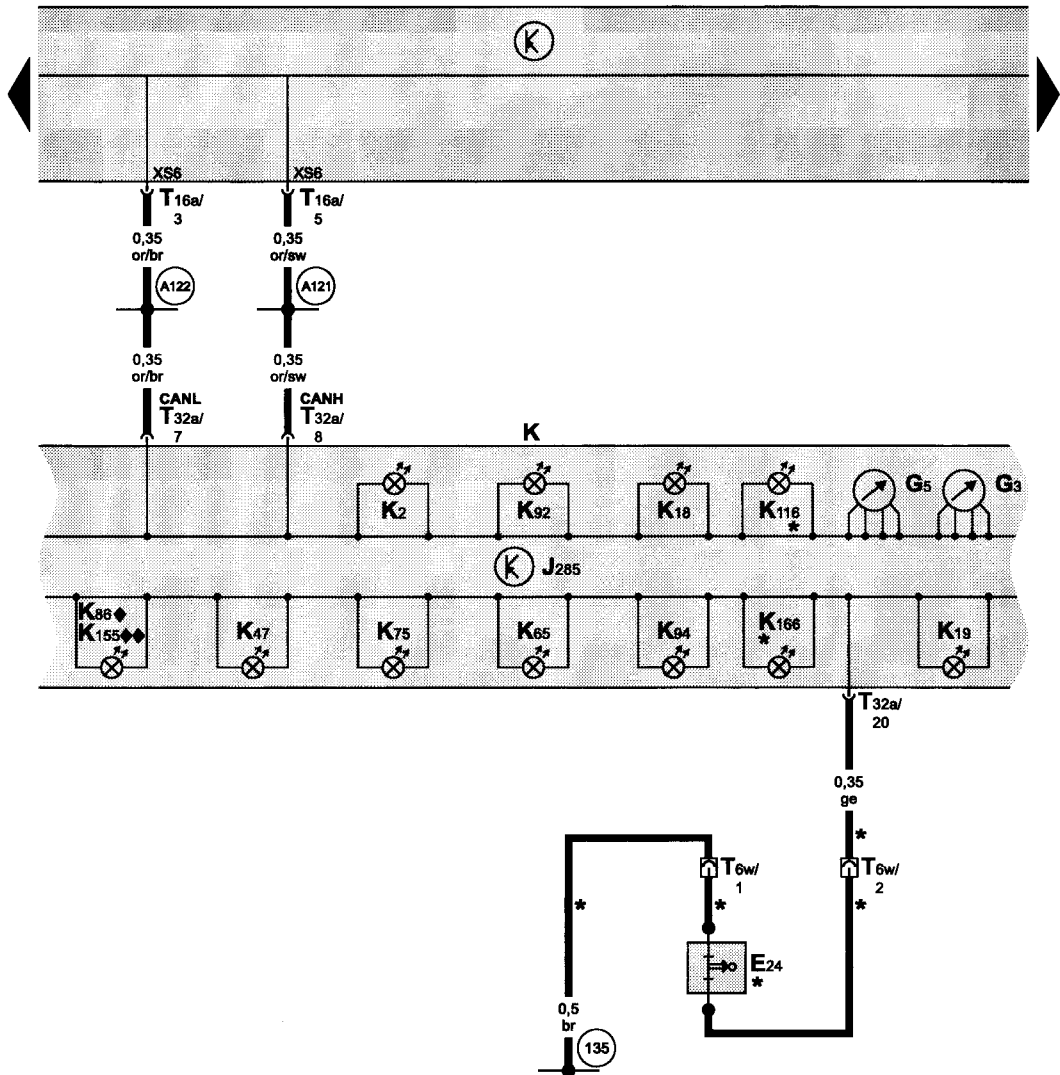 K
XS6 XS6
T16a/ 3 T16a/ 5
0,35 or/br 0,35 or/sw
A122 A121
0,35 or/br 0,35 or/sw
CANL CANH
T32a/ 7 T32a/ 8
K
K2 K92 K18 K116 * G5 G3
K J285
K86◆
K155◆◆ K47 K75 K65 K94 K166 * K19
T32a/ 20
0,35 ge
*
T6w/ 1 T6w/ 2
* * *
E24
*
0,5 br
135